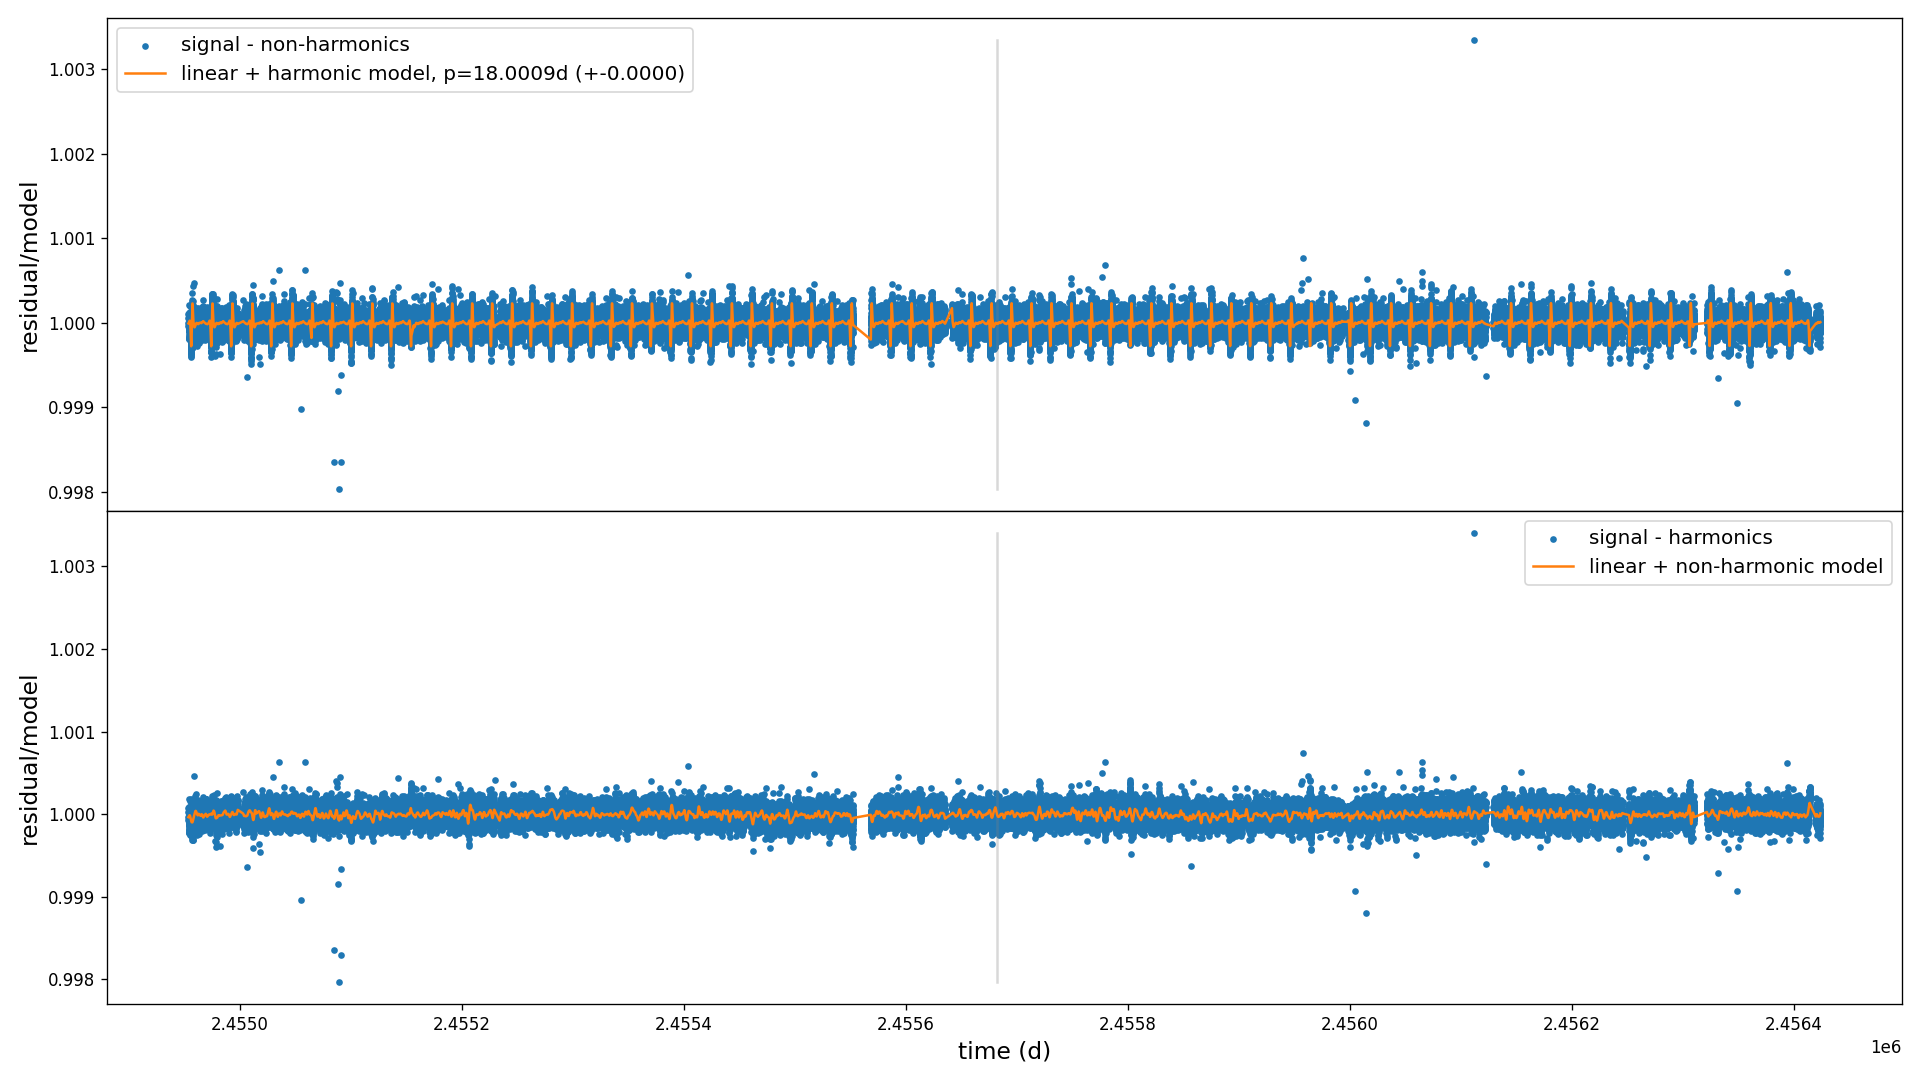 signal - non-harmonics
linear + harmonic model, p=18.0009d (+-0.0000)
residual/model
1.003
1.002
1.001
1.000
0.999
0.998
signal - harmonics
linear + non-harmonic model
residual/model
1.003
1.002
1.001
1.000
0.999
0.998
2.4550
2.4552
2.4554
2.4556
2.4558
2.4560
2.4562
2.4564
time (d)
1e6